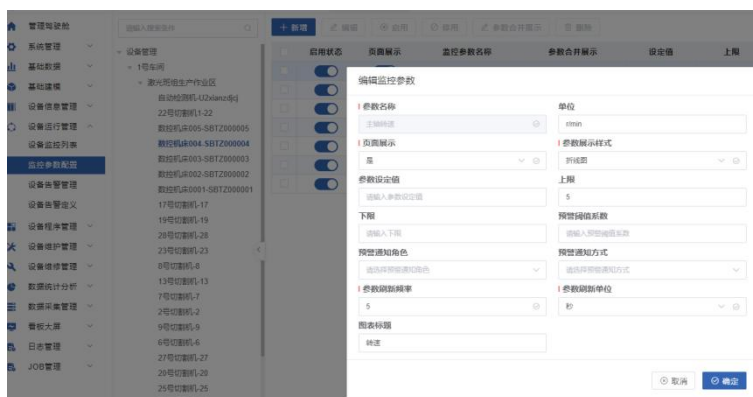 管理驾驶舱
系统管理
基础数据
基础建模
设备信息管理
设备运行管理
设备监控列表
监控参数配置
设备告警管理
设备告警定义
设备程序管理
设备维护管理
设备维修管理
数据统计分析
数据采集管理
看板大屏
日志管理
JOB管理
请输入搜索条件
设备管理
1号车间
激光班组生产作业区
自动检测机-U2xianzdjcj
22号切割机1-22
数控机床005-SBTZ000005
数控机床004-SBTZ000004
数控机床003-SBTZ000003
数控机床002-SBTZ000002
数控机床0001-SBTZ000001
17号切割机-17
19号切割机-19
28号切割机-28
23号切割机-23
8号切割机-8
13号切割机-13
7号切割机-7
2号切割机-2
9号切割机-9
6号切割机-6
27号切割机-27
20号切割机-20
25号切割机-25
+ 新增 编辑 启用 停用 参数合并展示 删除
启用状态 页面展示 监控参数名称 参数合并展示 设定值 上限
编辑监控参数
参数名称 单位
主轴转速 r/min
页面展示 参数展示样式
是 折线图
参数设定值 上限
请输入参数设定值 5
下限 预警阈值系数
请输入下限 请输入预警阈值系数
预警通知角色 预警通知方式
请选择预警通知角色 请选择预警通知方式
参数刷新频率 参数刷新单位
5 秒
图表标题
转速
取消 确定